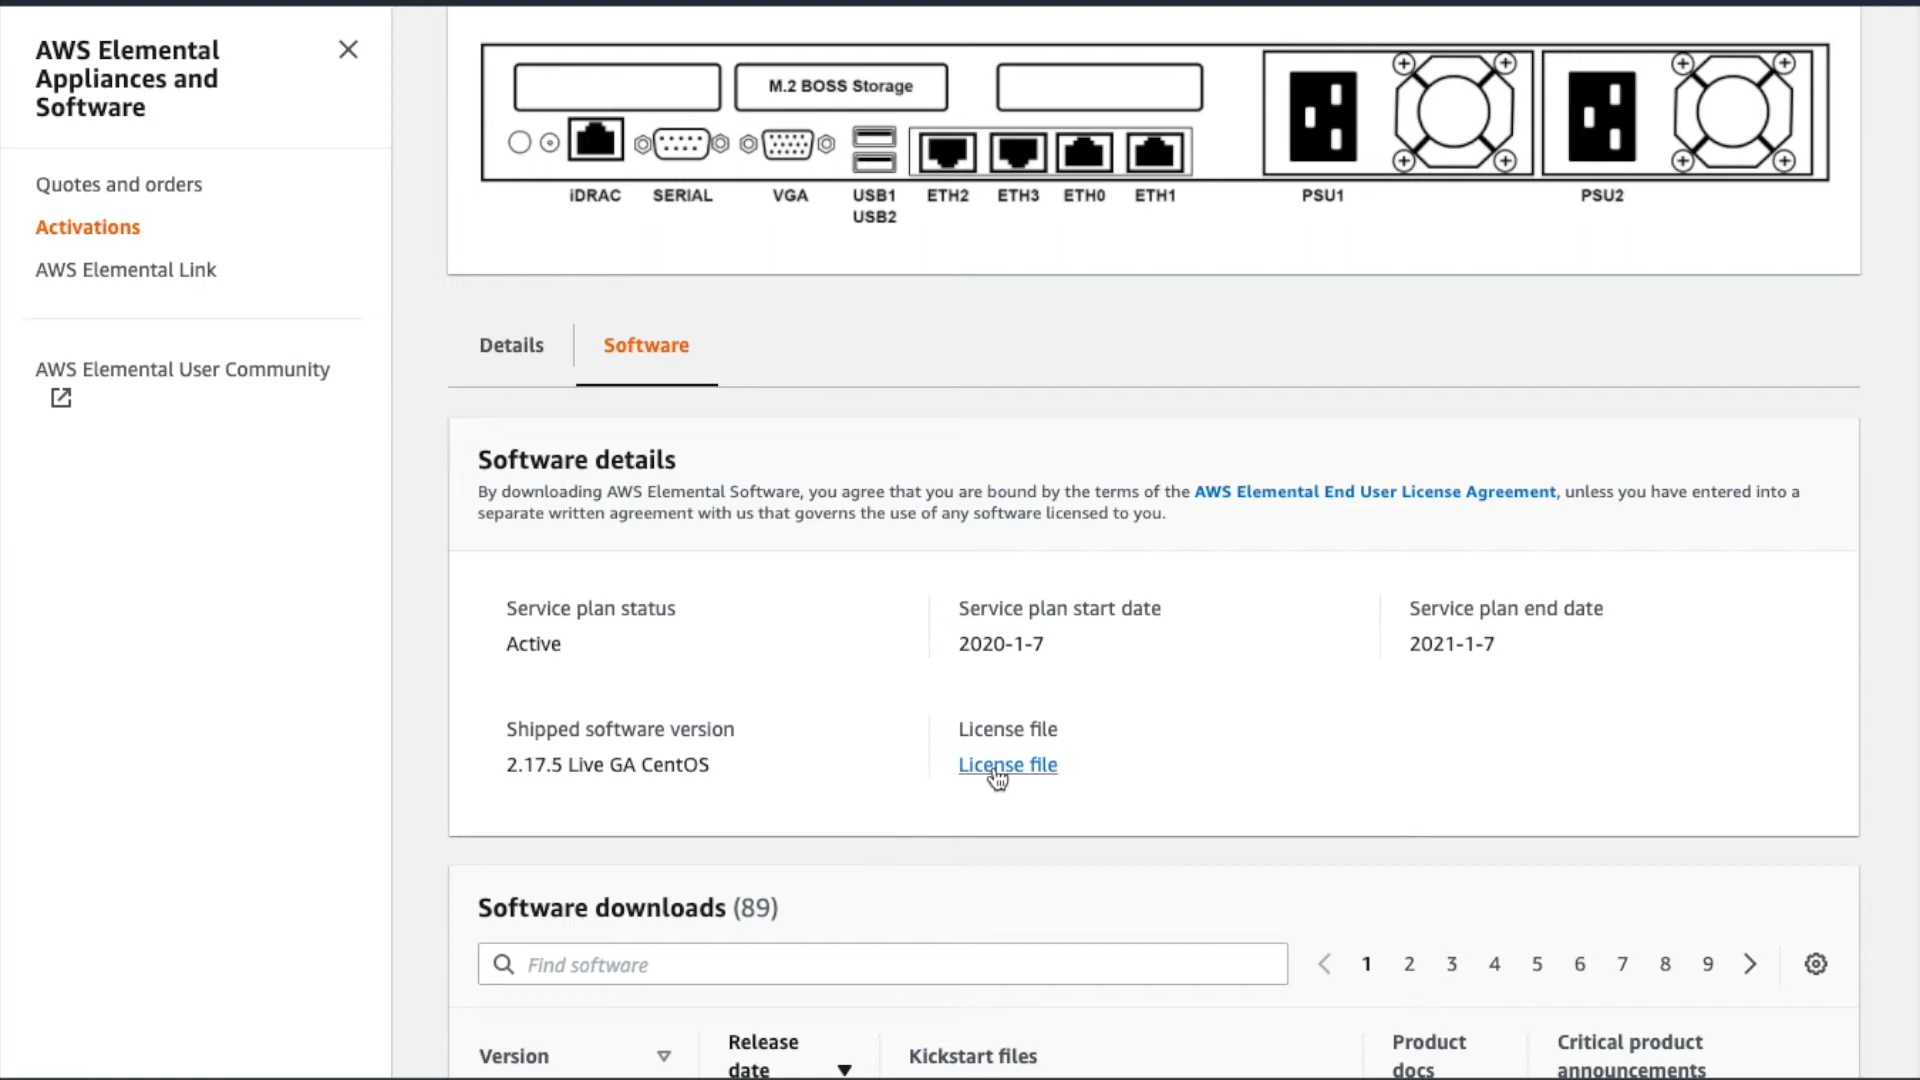 AWS Elemental
Appliances and
Software
Quotes and orders
Activations
AWS Elemental Link
AWS Elemental User Community
M.2 BOSS Storage
iDRAC SERIAL VGA USB1 ETH2 ETH3 ETH0 ETH1 PSU1 PSU2
USB2
Details Software
Software details
By downloading AWS Elemental Software, you agree that you are bound by the terms of the AWS Elemental End User License Agreement, unless you have entered into a
separate written agreement with us that governs the use of any software licensed to you.
Service plan status Service plan start date Service plan end date
Active 2020-1-7 2021-1-7
Shipped software version License file
2.17.5 Live GA CentOS License file
Software downloads (89)
Find software 1 2 3 4 5 6 7 8 9
Version Release date Kickstart files Product docs Critical product announcements